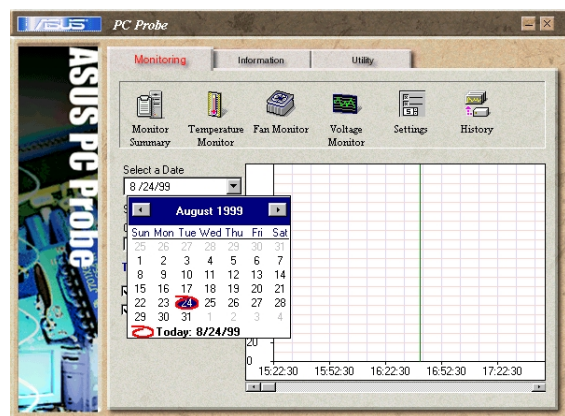 /SUS PC Probe
ASUS PC Probe
Monitoring Information Utility
Monitor Summary
Temperature Monitor
Fan Monitor
Voltage Monitor
Settings
History
Select a Date
8 /24/99
August 1999
Sun Mon Tue Wed Thu Fri Sat
25 26 27 28 29 30 31
1 2 3 4 5 6 7
8 9 10 11 12 13 14
15 16 17 18 19 20 21
22 23 24 25 26 27 28
29 30 31 1 2 3 4
Today: 8/24/99
20
0
15:22:30 15:52:30 16:22:30 16:52:30 17:22:30